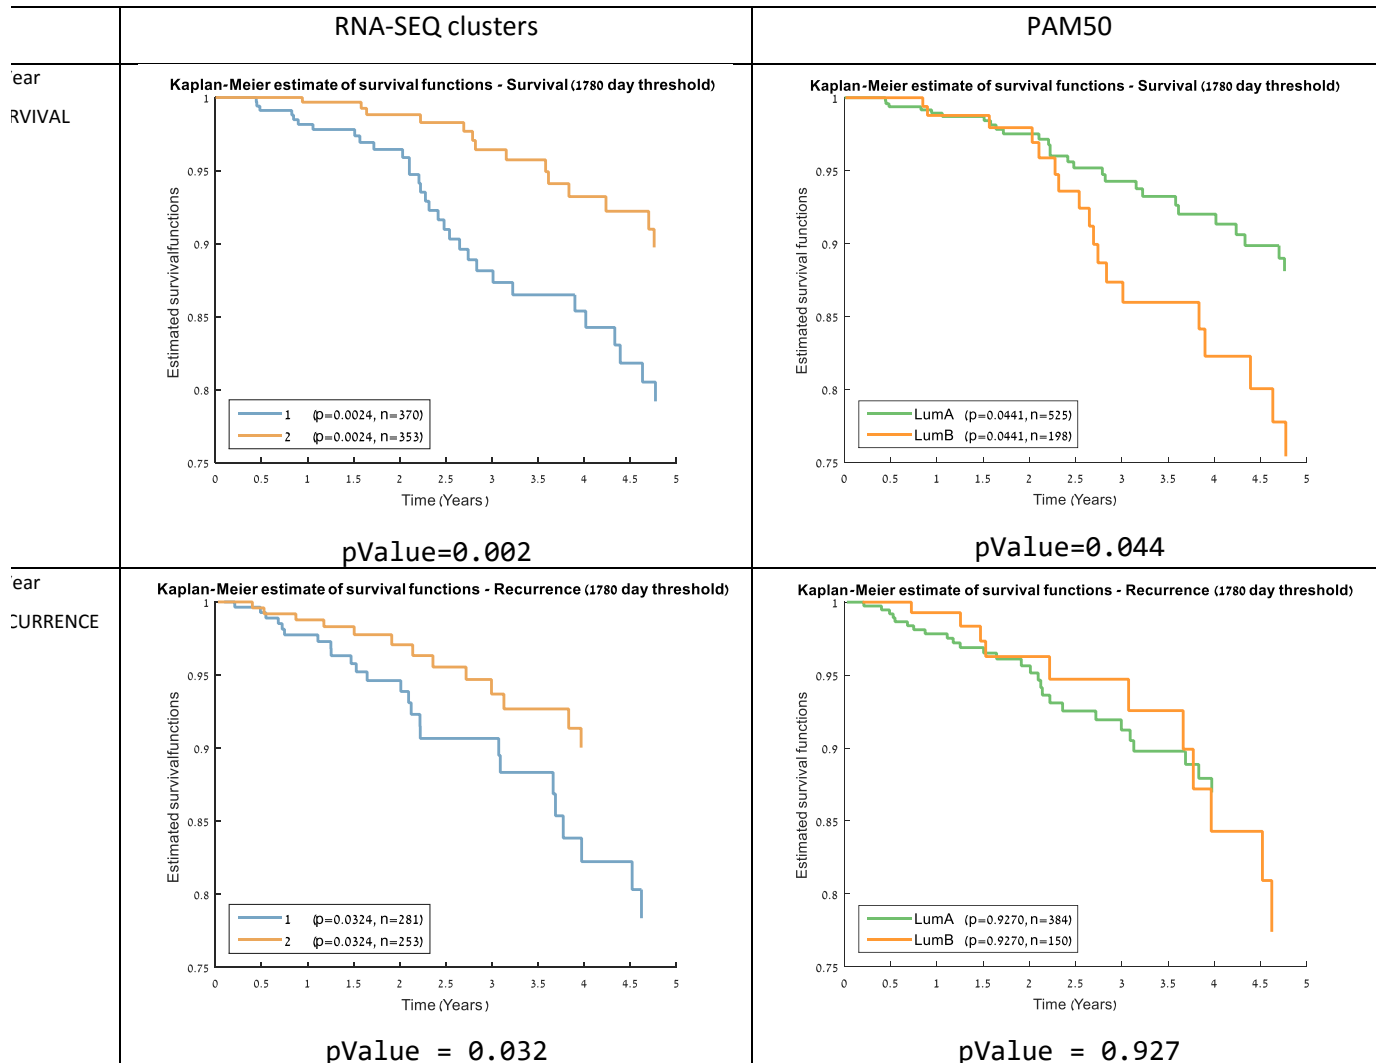 RNA-SEQ clusters
PAM50
RVIVAL
Kaplan-Meier estimate of survival functions - Survival (1780 day threshold)
Estimated survivalfunctions
1
0.95
0.9
0.85
0.8
0.75
1 (p=0.0024, n=370)
2 (p=0.0024, n=353)
0 0.5 1 1.5 2 2.5 3 3.5 4 4.5 5
Time (Years)
pValue=0.002
Kaplan-Meier estimate of survival functions - Survival (1780 day threshold)
Estimated survivalfunctions
1
0.95
0.9
0.85
0.8
0.75
LumA (p=0.0441, n=525)
LumB (p=0.0441, n=198)
0 0.5 1 1.5 2 2.5 3 3.5 4 4.5 5
Time (Years)
pValue=0.044
ear
CURRENCE
Kaplan-Meier estimate of survival functions - Recurrence (1780 day threshold)
Estimated survivalfunctions
1
0.95
0.9
0.85
0.8
0.75
1 (p=0.0324, n=281)
2 (p=0.0324, n=253)
0 0.5 1 1.5 2 2.5 3 3.5 4 4.5 5
Time (Years)
pValue = 0.032
Kaplan-Meier estimate of survival functions - Recurrence (1780 day threshold)
Estimated survivalfunctions
1
0.95
0.9
0.85
0.8
0.75
LumA (p=0.9270, n=384)
LumB (p=0.9270, n=150)
0 0.5 1 1.5 2 2.5 3 3.5 4 4.5 5
Time (Years)
pValue = 0.927